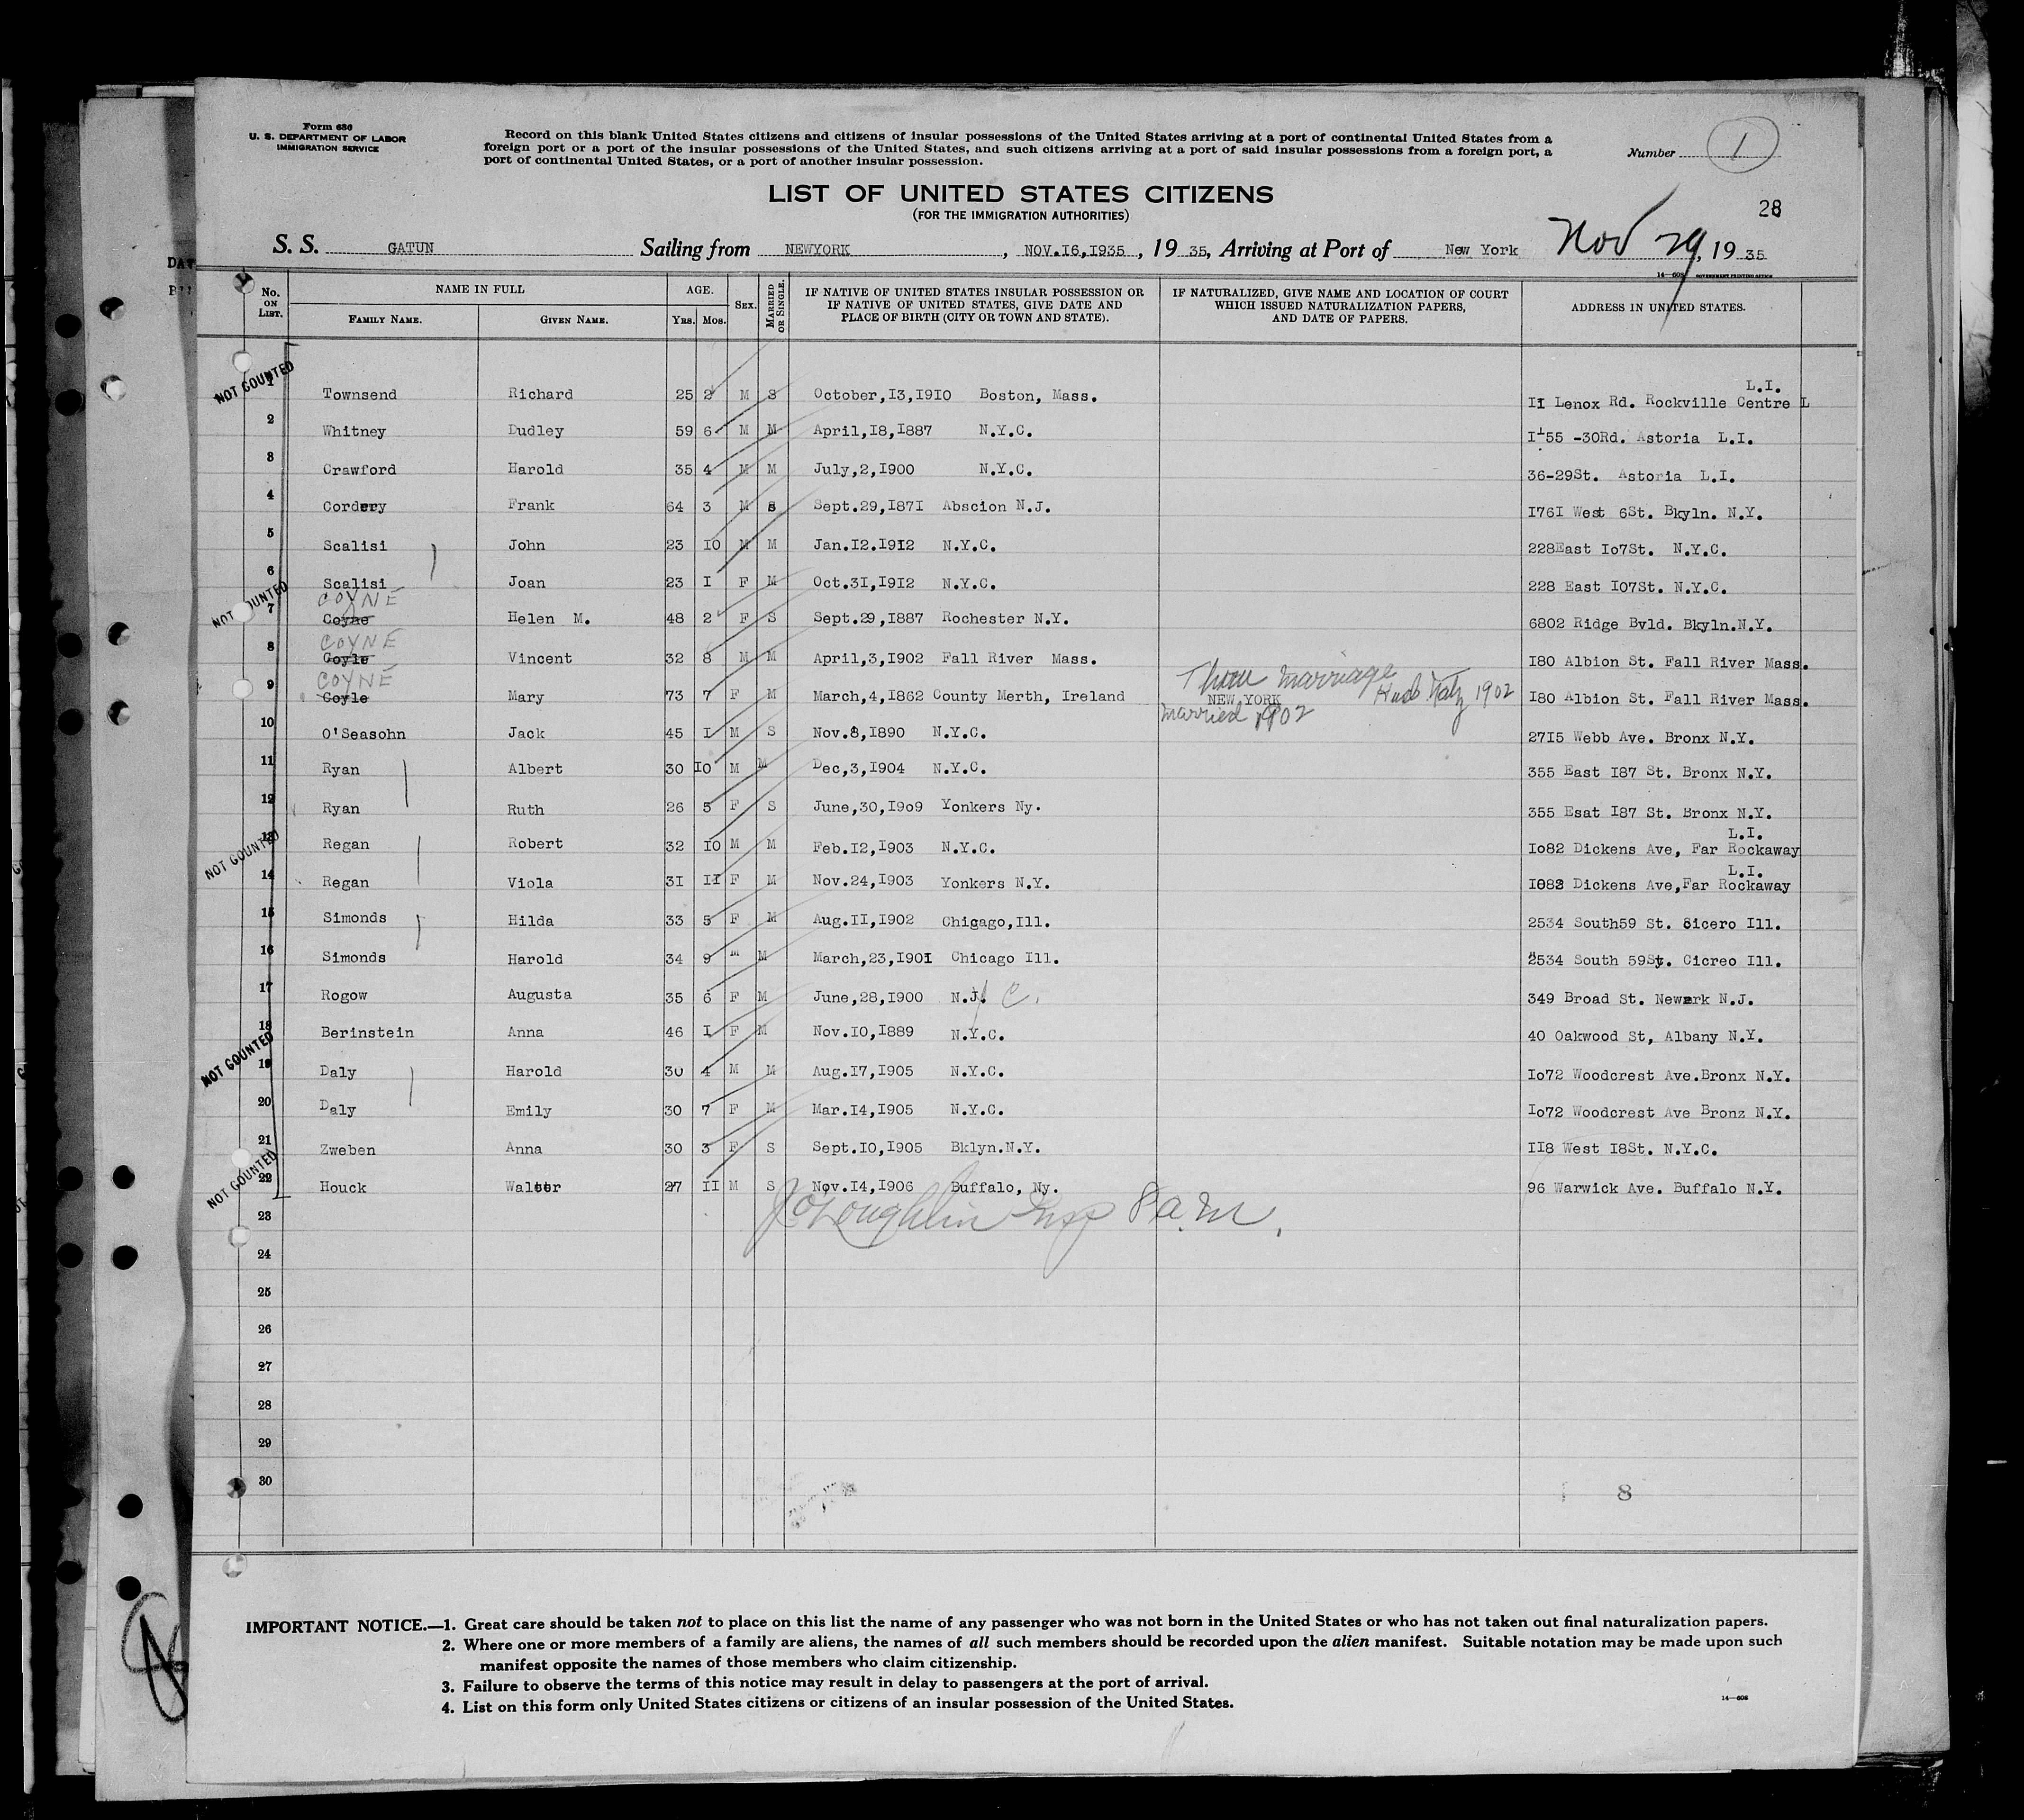 Form 630
U. S. DEPARTMENT OF LABOR
IMMIGRATION SERVICE
Record on this blank United States citizens and citizens of insular possessions of the United States arriving at a port of continental United States from a
foreign port or a port of the insular possessions of the United States, and such citizens arriving at a port of said insular possessions from a foreign port, a
port of continental United States, or a port of another insular possession.
Number 1
LIST OF UNITED STATES CITIZENS
(FOR THE IMMIGRATION AUTHORITIES)
28
S. S. GATUN Sailing from NEWYORK, NOV.16,1935, 19 35, Arriving at Port of New York Nov 29, 19 35
No. ON LIST. NAME IN FULL AGE. SEX. MARRIED OR SINGLE. IF NATIVE OF UNITED STATES INSULAR POSSESSION OR IF NATIVE OF UNITED STATES, GIVE DATE AND PLACE OF BIRTH (CITY OR TOWN AND STATE). IF NATURALIZED, GIVE NAME AND LOCATION OF COURT WHICH ISSUED NATURALIZATION PAPERS, AND DATE OF PAPERS. ADDRESS IN UNITED STATES.
FAMILY NAME. GIVEN NAME. YRS. MOS.
NOT COUNTED
L.I.
1 Townsend Richard 25 2 M S October,13,1910 Boston, Mass. 11 Lenox Rd. Rockville Centre L
2 Whitney Dudley 59 6 M M April,18,1887 N.Y.C. 1155 -30Rd. Astoria L.I.
3 Crawford Harold 35 4 M M July,2,1900 N.Y.C. 36-29St. Astoria L.I.
4 Cordery Frank 64 3 M S Sept.29,1871 Abscion N.J. 1761 West 6St. Bkyln. N.Y.
5 Scalisi John 23 10 M M Jan.12.1912 N.Y.C. 228East 1o7St. N.Y.C.
6 Scalisi Joan 23 1 F M Oct.31,1912 N.Y.C. 228 East 107St. N.Y.C.
NOT COUNTED
COYNE
7 Coyne Helen M. 48 2 F S Sept.29,1887 Rochester N.Y. 6802 Ridge Bvld. Bkyln.N.Y.
COYNE
8 Coyle Vincent 32 8 M M April,3,1902 Fall River Mass. 180 Albion St. Fall River Mass.
COYNE Throu marriage
9 Coyle Mary 73 7 F M March,4,1862 County Merth, Ireland NEW YORK Husb. Natz 1902 180 Albion St. Fall River Mass.
married 1902
10 O'Seasohn Jack 45 1 M S Nov.8,1890 N.Y.C. 2715 Webb Ave. Bronx N.Y.
11 Ryan Albert 30 10 M M Dec,3,1904 N.Y.C. 355 East 187 St. Bronx N.Y.
12 Ryan Ruth 26 5 F S June,30,1909 Yonkers Ny. 355 Esat 187 St. Bronx N.Y.
L.I.
13 Regan Robert 32 10 M M Feb.12,1903 N.Y.C. 1o82 Dickens Ave, Far Rockaway
NOT COUNTED
L.I.
14 Regan Viola 31 11 F M Nov.24,1903 Yonkers N.Y. 1082 Dickens Ave,Far Rockaway
15 Simonds Hilda 33 5 F M Aug.11,1902 Chicago,Ill. 2534 South59 St. Cicero Ill.
16 Simonds Harold 34 9 M M March,23,1901 Chicago Ill. 2534 South 59St. Cicreo Ill.
17 Rogow Augusta 35 6 F M June,28,1900 N.J. y C. 349 Broad St. Newark N.J.
18 Berinstein Anna 46 1 F M Nov.10,1889 N.Y.C. 40 Oakwood St, Albany N.Y.
NOT COUNTED
19 Daly Harold 30 4 M M Aug.17,1905 N.Y.C. 1o72 Woodcrest Ave.Bronx N.Y.
20 Daly Emily 30 7 F M Mar.14,1905 N.Y.C. 1o72 Woodcrest Ave Bronz N.Y.
21 Zweben Anna 30 3 F S Sept.10,1905 Bklyn.N.Y. 118 West 18St. N.Y.C.
NOT COUNTED
22 Houck Walter 27 11 M S Nov.14,1906 Buffalo, Ny. 96 Warwick Ave. Buffalo N.Y.
23 J O'Loughlin Insp 8 a.m.
24
25
26
27
28
29
30
8
IMPORTANT NOTICE.—1. Great care should be taken not to place on this list the name of any passenger who was not born in the United States or who has not taken out final naturalization papers.
2. Where one or more members of a family are aliens, the names of all such members should be recorded upon the alien manifest. Suitable notation may be made upon such
manifest opposite the names of those members who claim citizenship.
3. Failure to observe the terms of this notice may result in delay to passengers at the port of arrival.
4. List on this form only United States citizens or citizens of an insular possession of the United States.
14—608